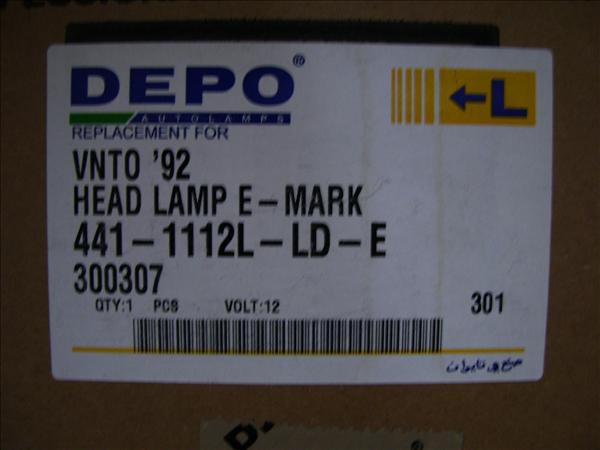 DEPO®
AUTOLAMPS
REPLACEMENT FOR
←L
VNTO '92
HEAD LAMP E-MARK
441-1112L-LD-E
300307
QTY:1 PCS VOLT:12 301